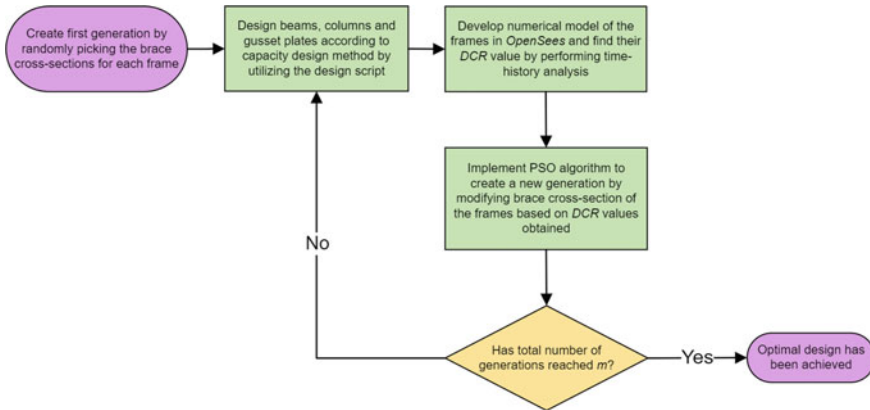 Create first generation by
randomly picking the brace
cross-sections for each frame
Design beams, columns and
gusset plates according to
capacity design method by
utilizing the design script
Develop numerical model of the
frames in OpenSees and find their
DCR value by performing time-
history analysis
Implement PSO algorithm to
create a new generation by
modifying brace cross-section of
the frames based on DCR values
obtained
No
Has total number of
generations reached m?
Yes
Optimal design has
been achieved